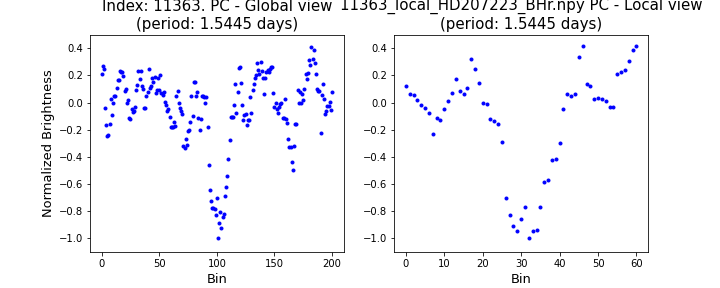 Index: 11363. PC - Global view
(period: 1.5445 days)
11363_local_HD207223_BHr.npy PC - Local view
(period: 1.5445 days)
Normalized Brightness
0.4
0.2
0.0
−0.2
−0.4
−0.6
−0.8
−1.0
0 50 100 150 200
Bin
0.4
0.2
0.0
−0.2
−0.4
−0.6
−0.8
−1.0
0 10 20 30 40 50 60
Bin